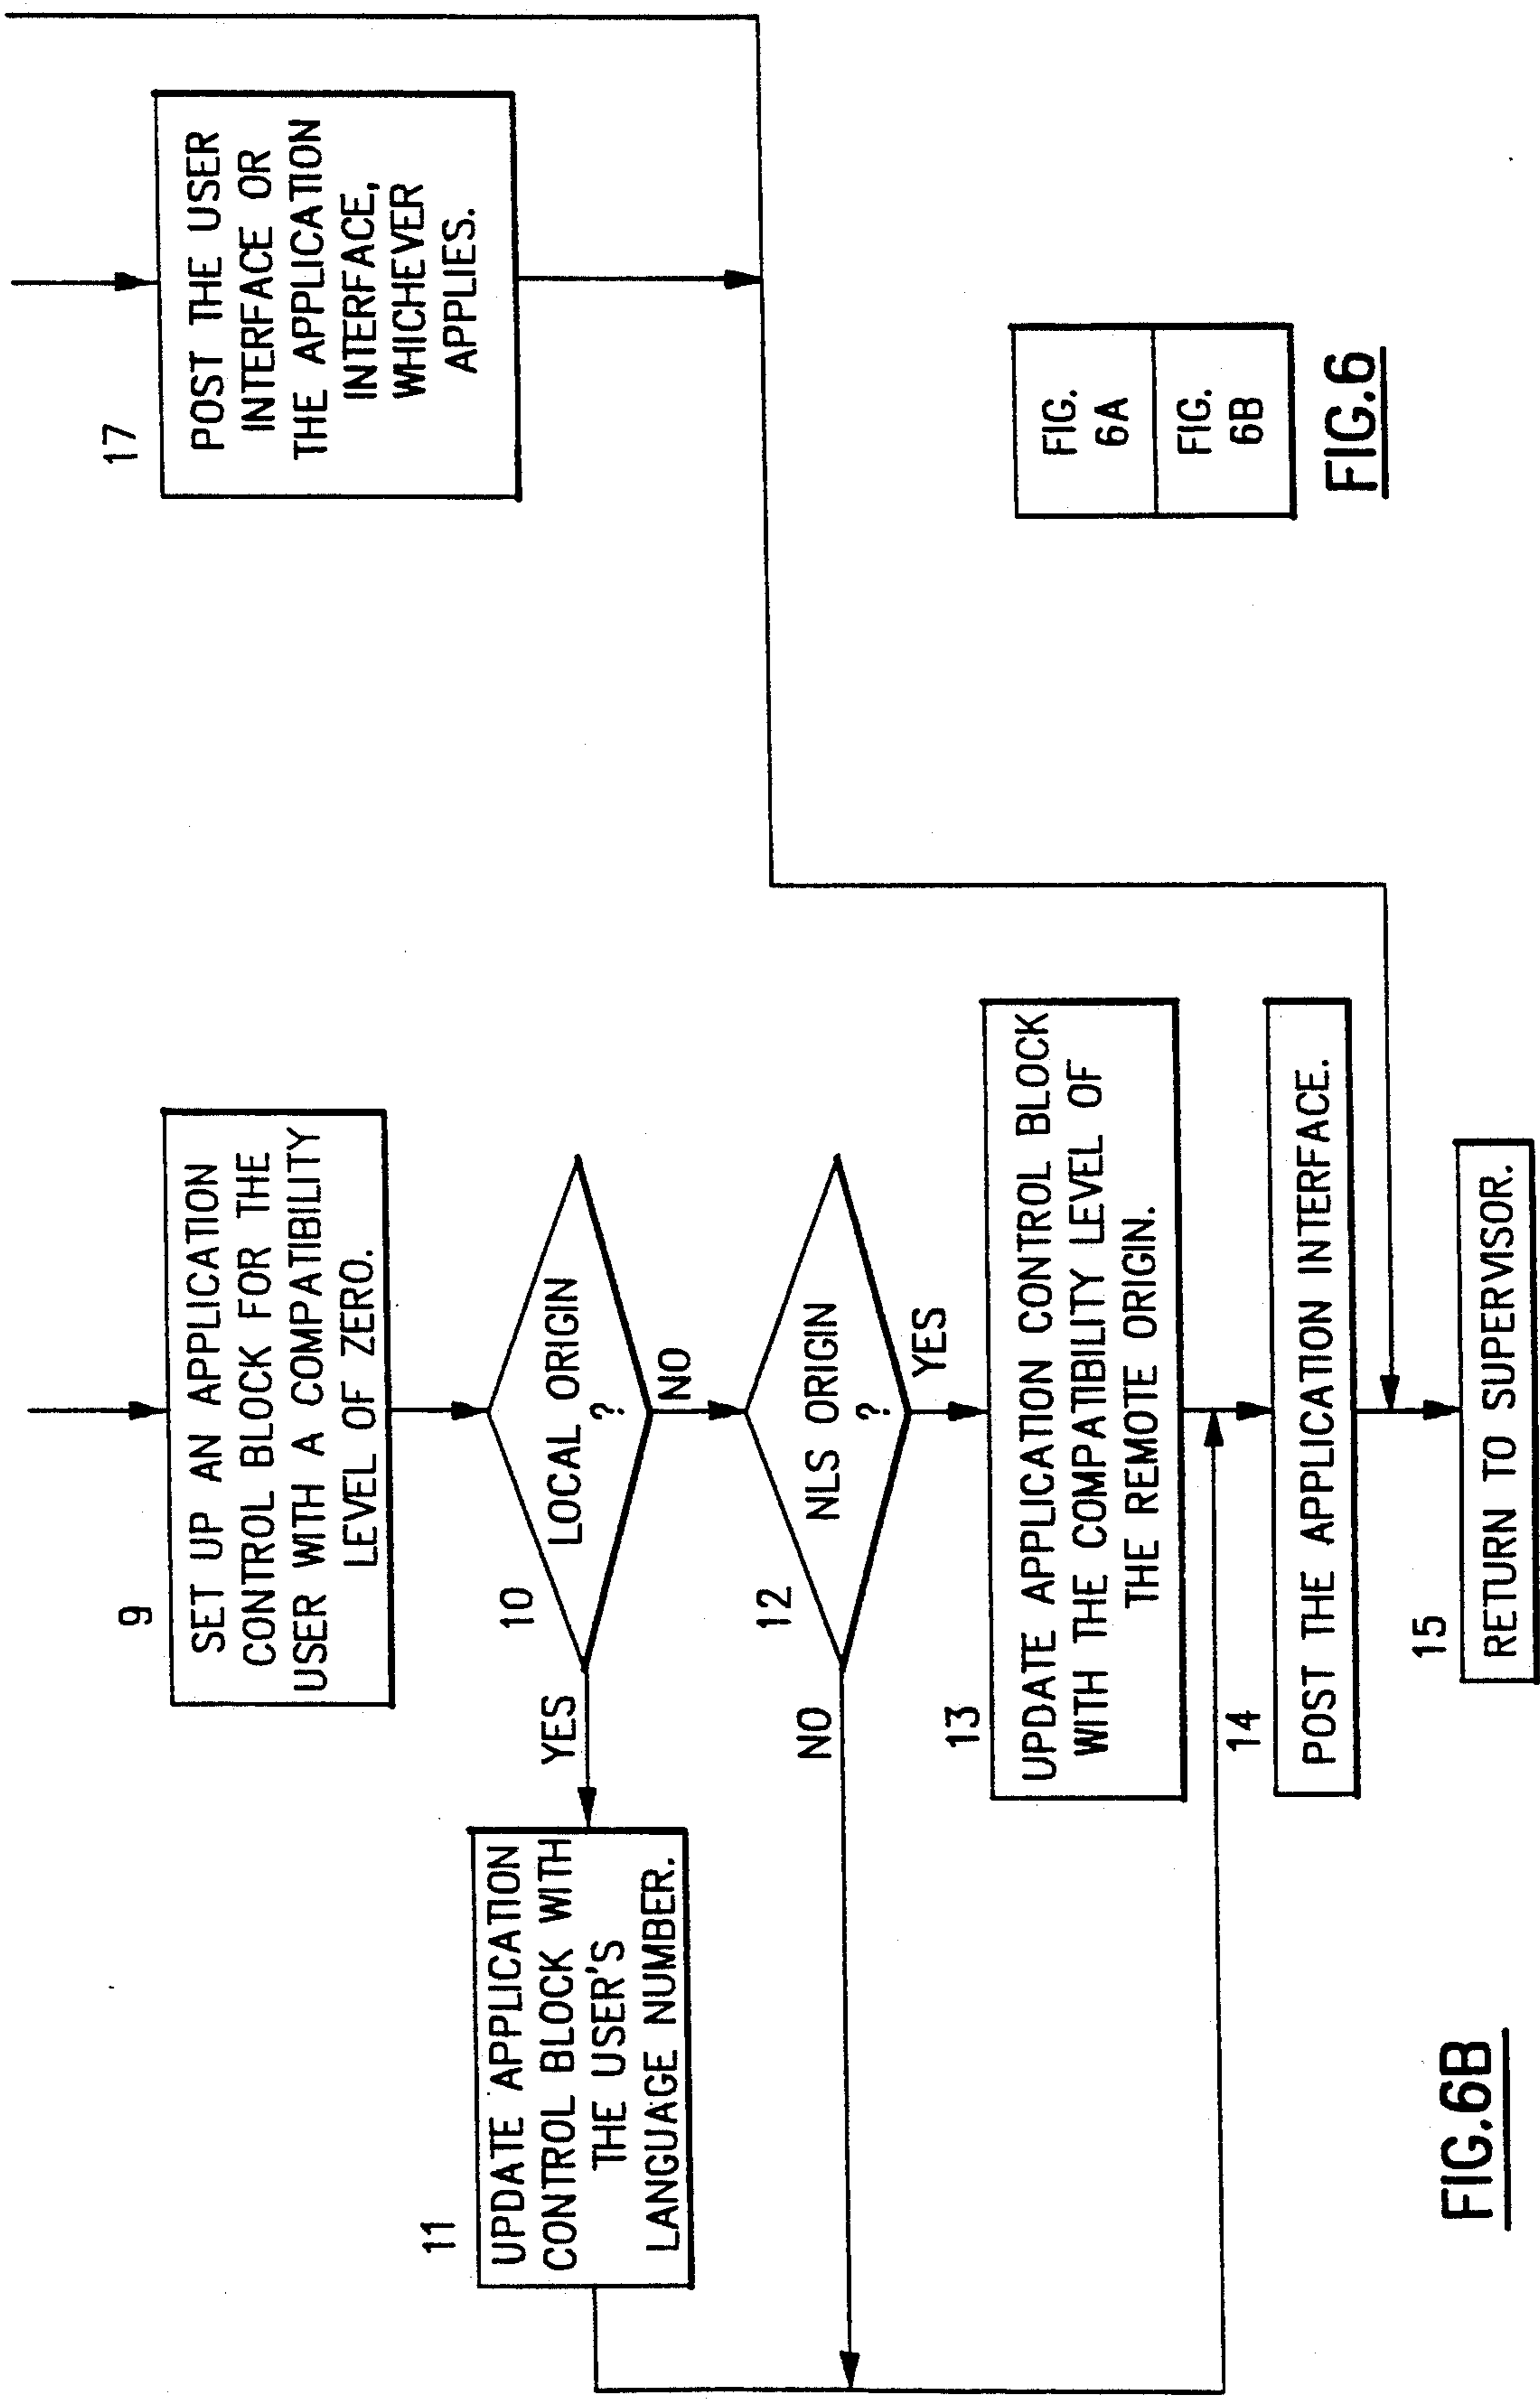 9
SET UP AN APPLICATION
CONTROL BLOCK FOR THE
USER WITH A COMPATIBILITY
LEVEL OF ZERO.
10
LOCAL ORIGIN
?
YES
NO
11
UPDATE APPLICATION
CONTROL BLOCK WITH
THE USER'S
LANGUAGE NUMBER.
12
NLS ORIGIN
?
NO
YES
13
UPDATE APPLICATION CONTROL BLOCK
WITH THE COMPATIBILITY LEVEL OF
THE REMOTE ORIGIN.
14
POST THE APPLICATION INTERFACE.
15
RETURN TO SUPERVISOR.
17
POST THE USER
INTERFACE OR
THE APPLICATION
INTERFACE,
WHICHEVER
APPLIES.
FIG.
6A
FIG.
6B
FIG.6
FIG.6B